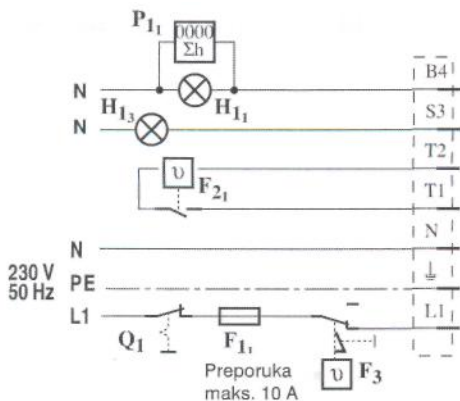 P1₁
0000
Σh
B4
N
H1₃
H1₁
S3
N
T2
υ
F2₁
T1
N
N
230 V
50 Hz
PE
L1
L1
Q1
F1₁
υ
F3
Preporuka
maks. 10 A